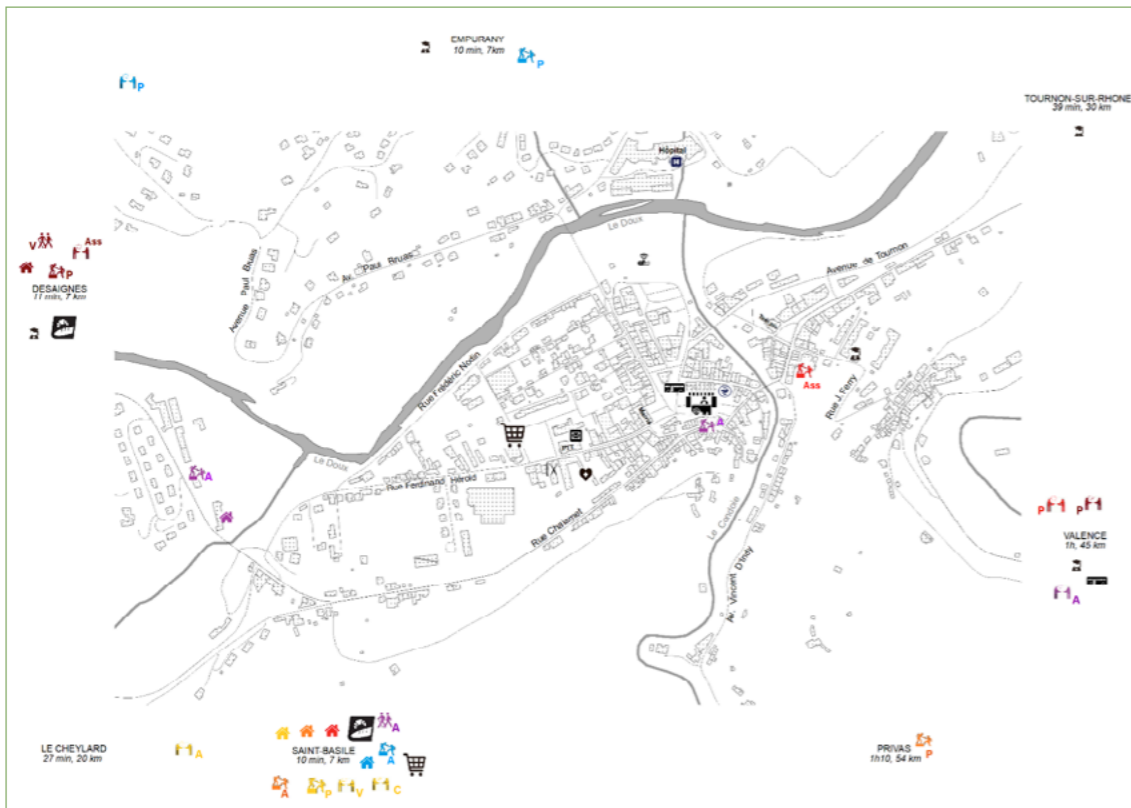 EMPURANY
10 min, 7km
P
P
TOURNON-SUR-RHONE
39 min, 30 km
Hôpital
H
Le Doux
V
Ass
P
DESAIGNES
11 min, 7 km
Avenue Paul Bruas
Av. Paul Bruas
Avenue de Tournon
Rue Frédéric Nodin
Ass
Rue J. Ferry
Mairie
A
PTT
Le Doux
A
Rue Ferdinand Hérold
Rue Chalamet
Le Condoie
Av. Vincent D'Indy
P
P
VALENCE
1h, 45 km
A
LE CHEYLARD
27 min, 20 km
A
A
SAINT-BASILE
10 min, 7 km
A
A
P
V
C
PRIVAS
1h10, 54 km
P